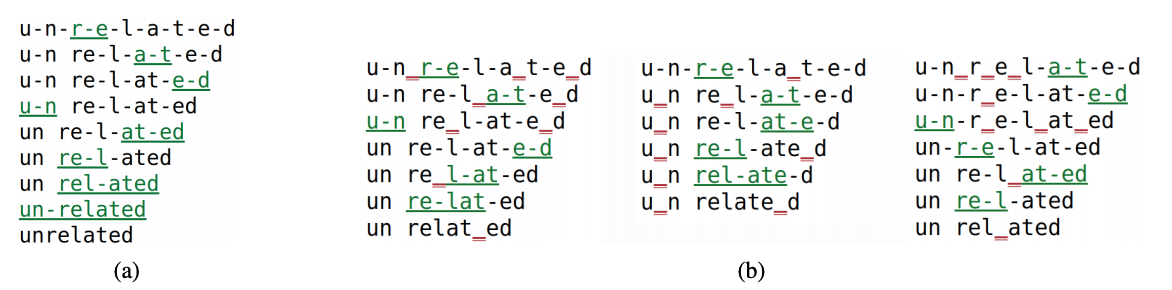 u-n-r-e-l-a-t-e-d
u-n re-l-a-t-e-d
u-n re-l-at-e-d
u-n re-l-at-ed
un re-l-at-ed
un re-l-ated
un rel-ated
un-related
unrelated
(a)
u-n_r-e-l-a_t-e_d
u-n re-l_a-t-e_d
u-n re_l-at-e_d
un re-l-at-e-d
un re_l-at-ed
un re-lat-ed
un relat_ed
u-n-r-e-l-a_t-e-d
u_n re_l-a-t-e-d
u_n re-l-at-e-d
u_n re-l-ate_d
u_n rel-ate-d
u_n relate_d
u-n_r_e_l-a-t-e-d
u-n-r_e-l-at-e-d
u-n-r_e-l_at_ed
un-r-e-l-at-ed
un re-l_at-ed
un re-l-ated
un rel_ated
(b)